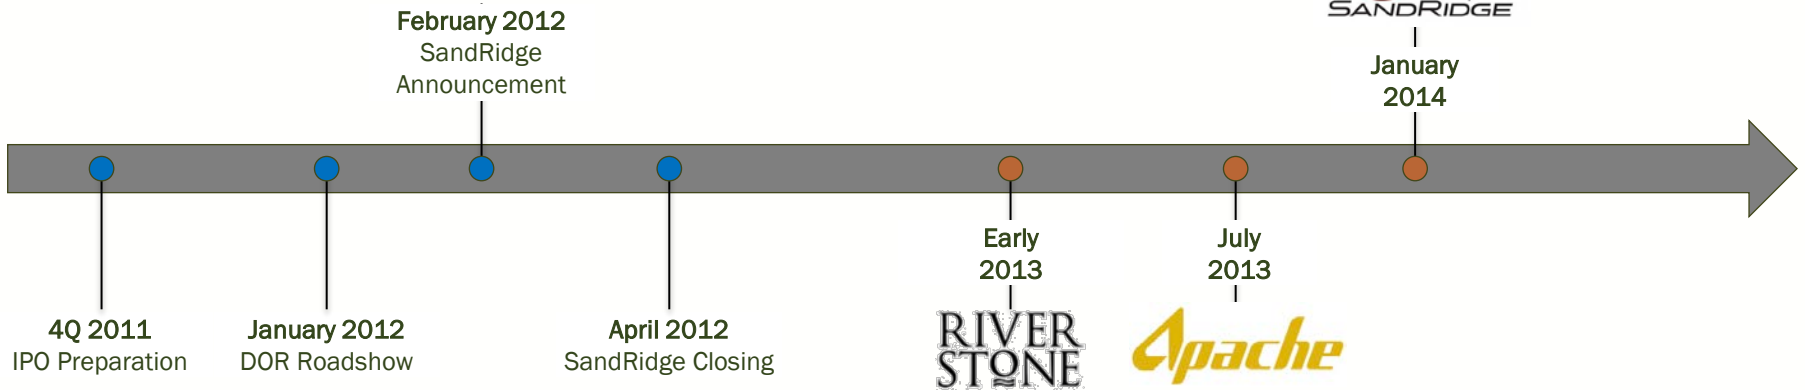 February 2012
SandRidge
Announcement
SANDRIDGE
January
2014
4Q 2011
IPO Preparation
January 2012
DOR Roadshow
April 2012
SandRidge Closing
Early
2013
RIVER
STONE
July
2013
Apache